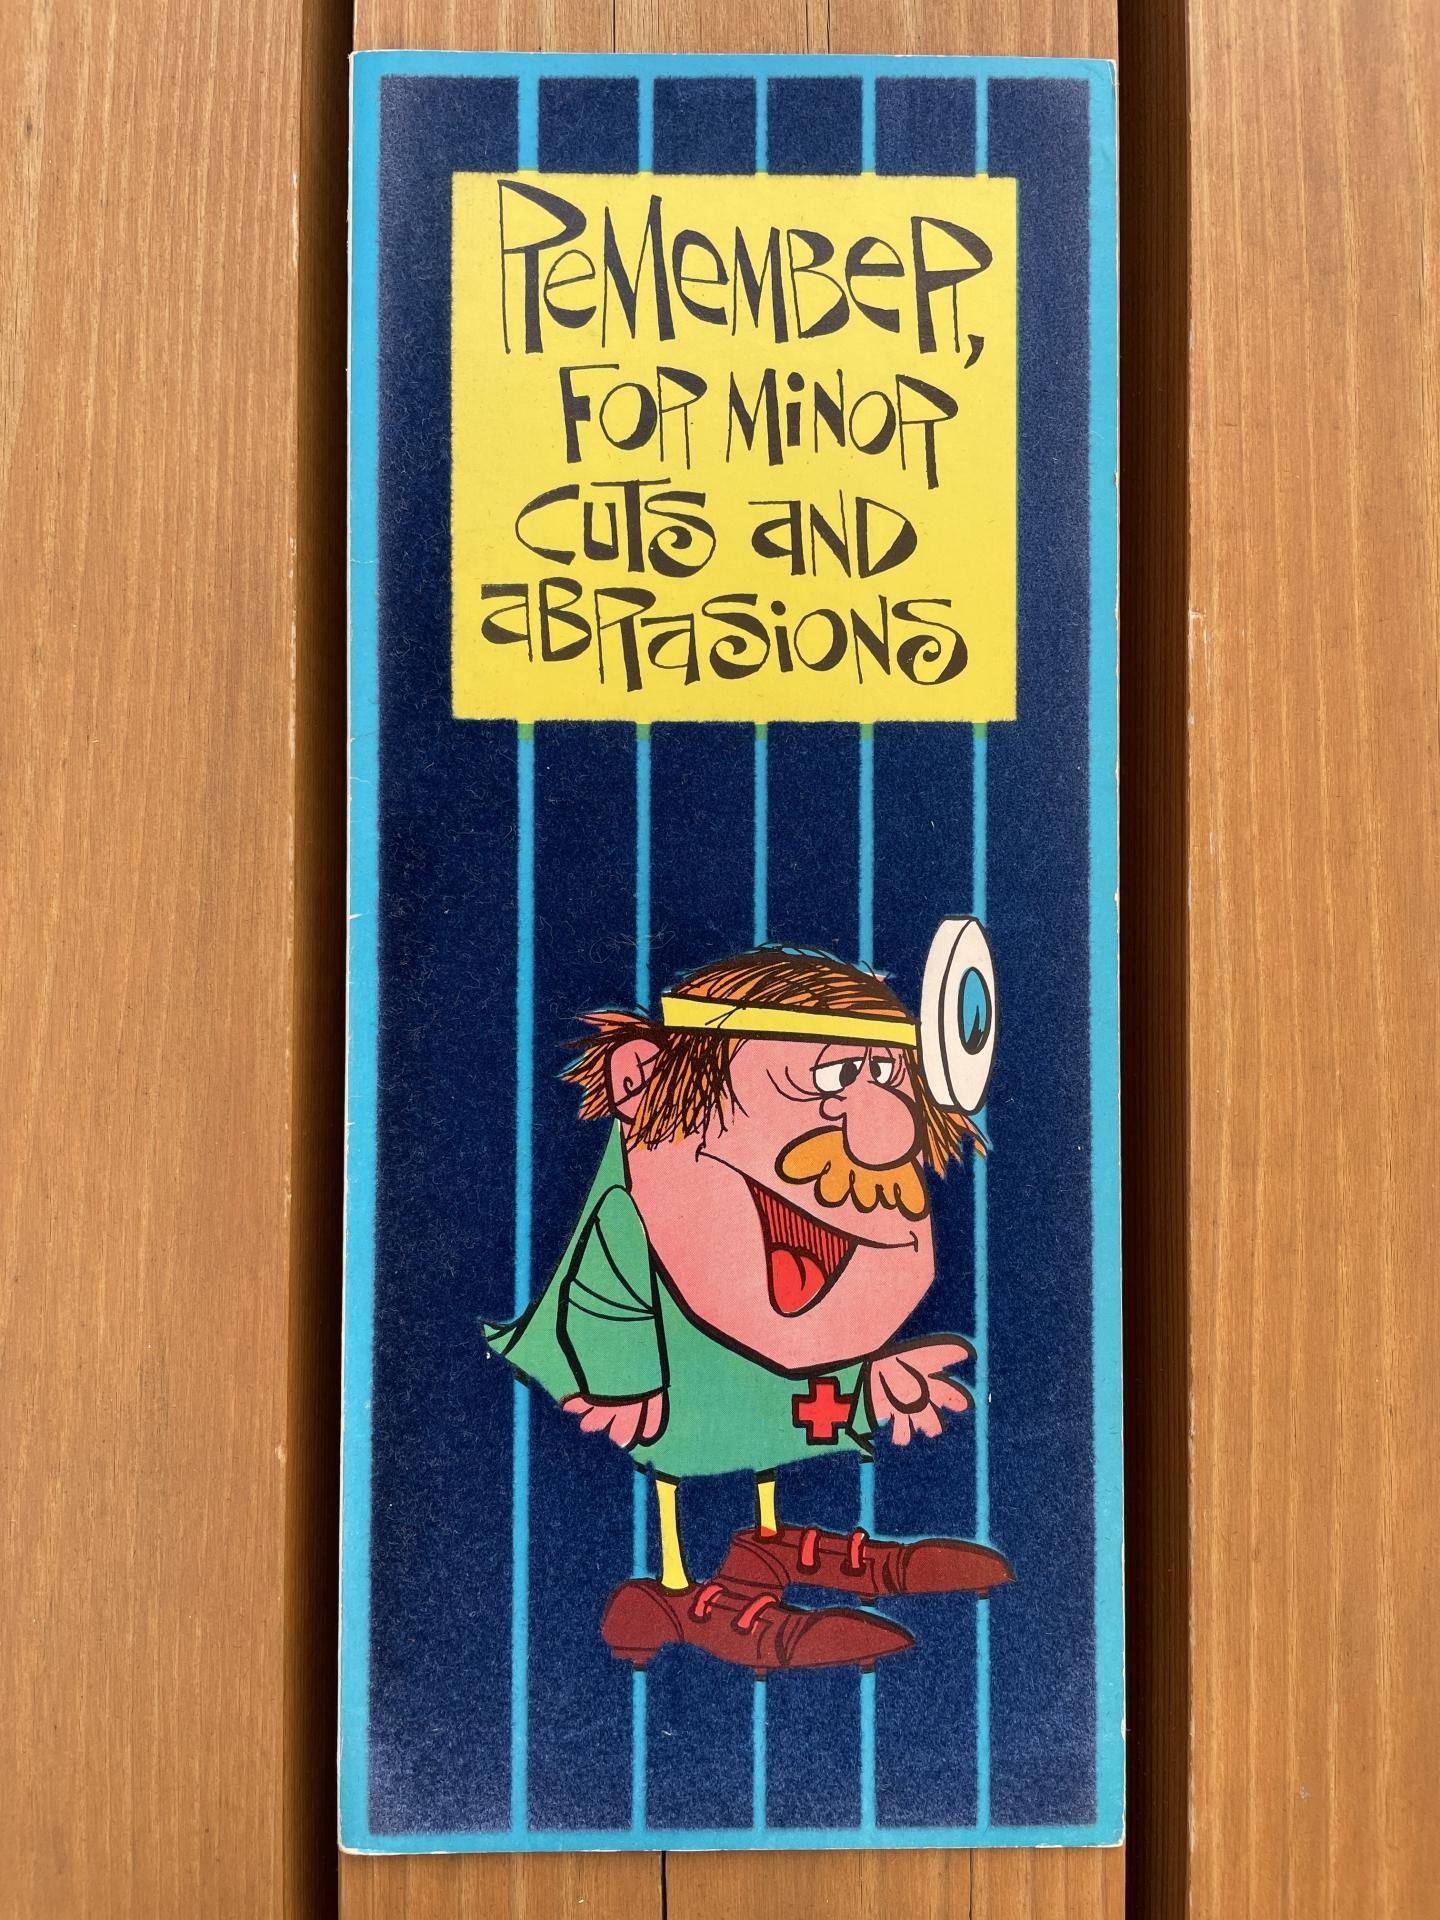 Remember,
FOR MiNOR
CUTS aND
aBRaSiONS